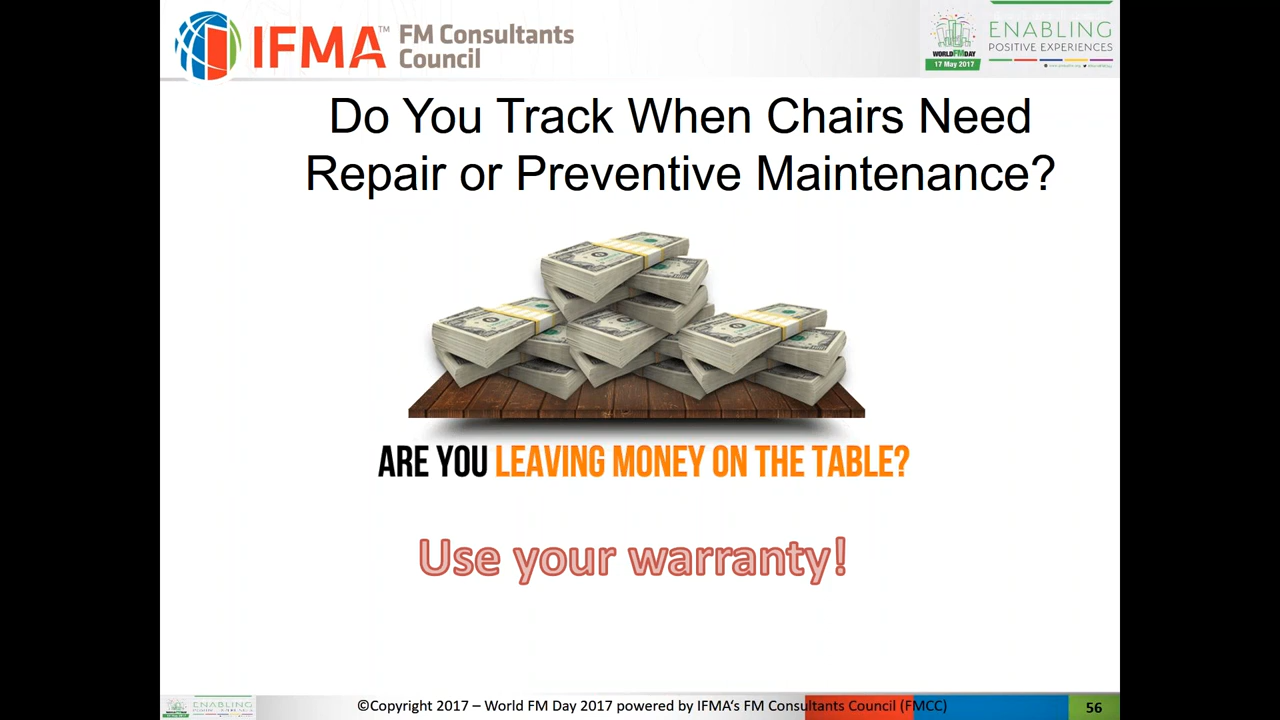 IFMA™ FM Consultants
Council
WORLD FM DAY
17 May 2017
ENABLING
POSITIVE EXPERIENCES
Do You Track When Chairs Need
Repair or Preventive Maintenance?
ARE YOU LEAVING MONEY ON THE TABLE?
Use your warranty!
ENABLING
©Copyright 2017 – World FM Day 2017 powered by IFMA‘s FM Consultants Council (FMCC)
56